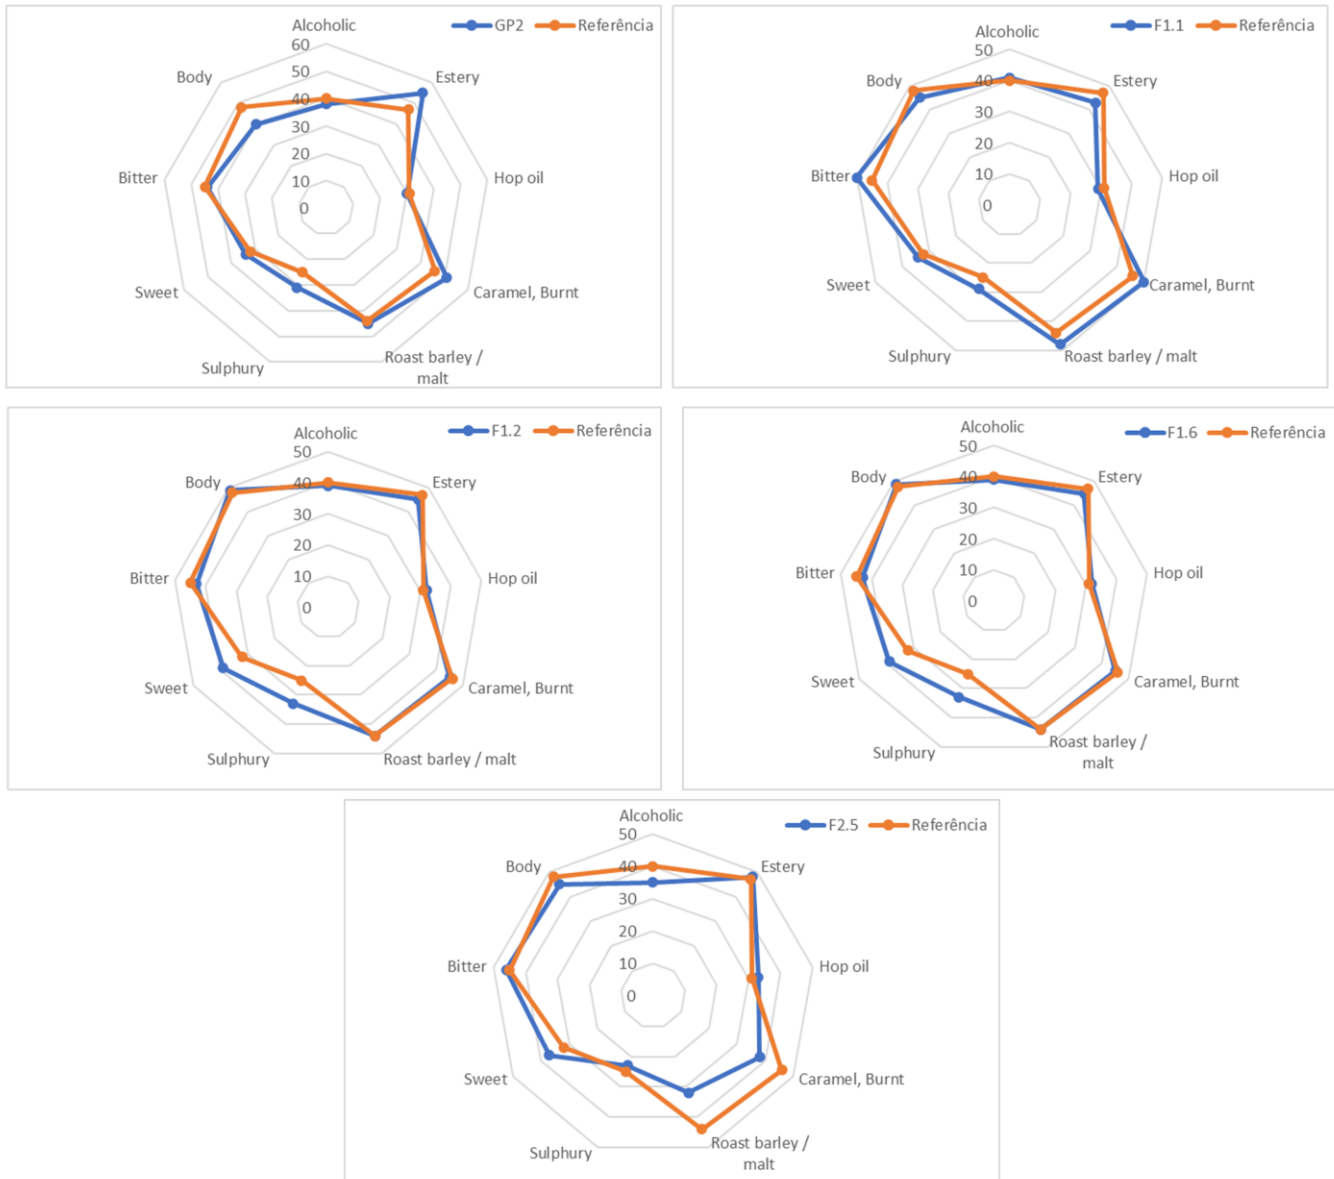 Alcoholic
GP2 Referência
60
50
40
30
20
10
0
Body
Estery
Bitter
Hop oil
Sweet
Caramel, Burnt
Sulphury
Roast barley /
malt
F1.1 Referência
Alcoholic
50
40
30
20
10
0
Body
Estery
Bitter
Hop oil
Sweet
Caramel, Burnt
Sulphury
Roast barley / malt
F1.2 Referência
Alcoholic
50
40
30
20
10
0
Body
Estery
Bitter
Hop oil
Sweet
Caramel, Burnt
Sulphury
Roast barley / malt
F1.6 Referência
Alcoholic
50
40
30
20
10
0
Body
Estery
Bitter
Hop oil
Sweet
Caramel, Burnt
Sulphury
Roast barley /
malt
Alcoholic
F2.5 Referência
50
40
30
20
10
0
Body
Estery
Bitter
Hop oil
Sweet
Caramel, Burnt
Sulphury
Roast barley /
malt